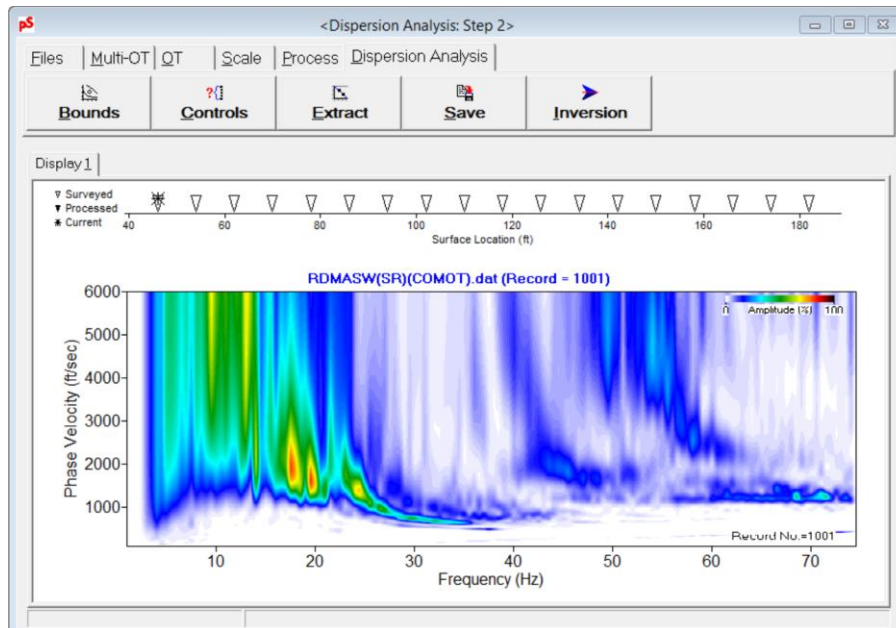 pS <Dispersion Analysis: Step 2>
Files Multi-OT OT Scale Process Dispersion Analysis
?{]
Bounds Controls Extract Save Inversion
Display 1
Surveyed
Processed
Current
40 60 80 100 120 140 160 180
Surface Location (ft)
RDMASW(SR)(COMOT).dat (Record = 1001)
0 Amplitude (%) 100
6000
5000
4000
3000
2000
1000
Phase Velocity (ft/sec)
Record No.=1001
10 20 30 40 50 60 70
Frequency (Hz)